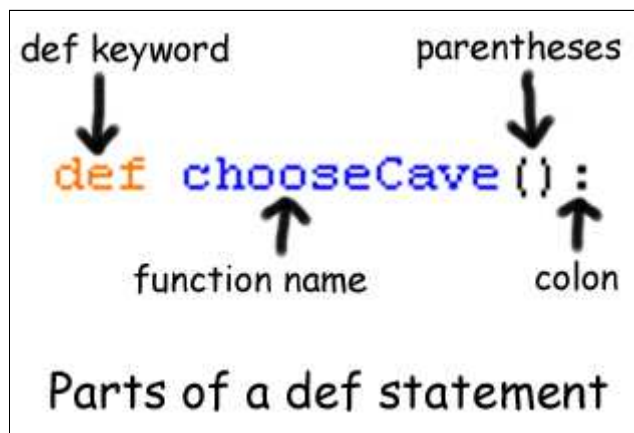 def keyword parentheses
def chooseCave():
function name colon
Parts of a def statement